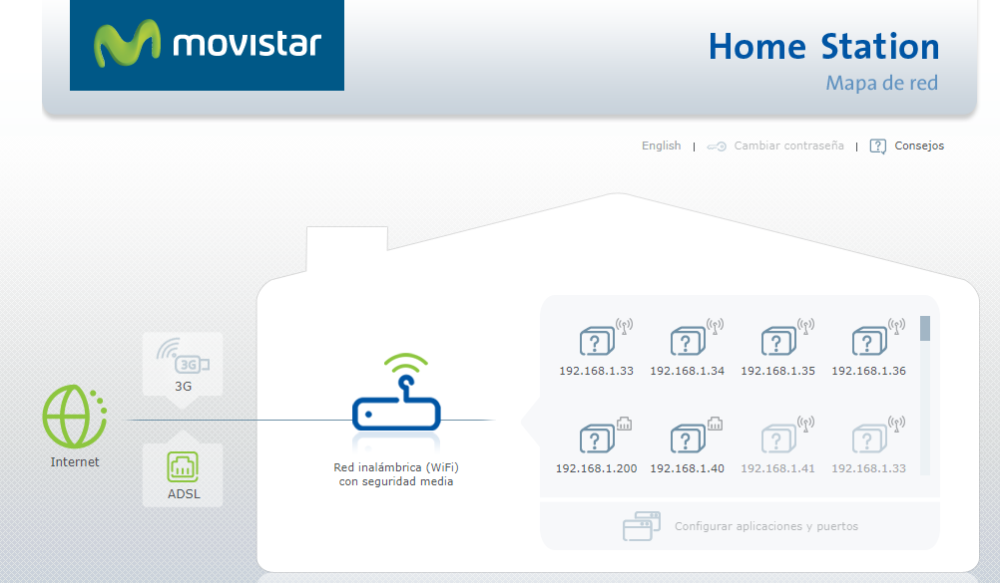 movistar
Home Station
Mapa de red
English | Cambiar contraseña | Consejos
192.168.1.33 192.168.1.34 192.168.1.35 192.168.1.36
3G
3G
Internet
ADSL
Red inalámbrica (WiFi)
con seguridad media
192.168.1.200 192.168.1.40 192.168.1.41 192.168.1.33
Configurar aplicaciones y puertos